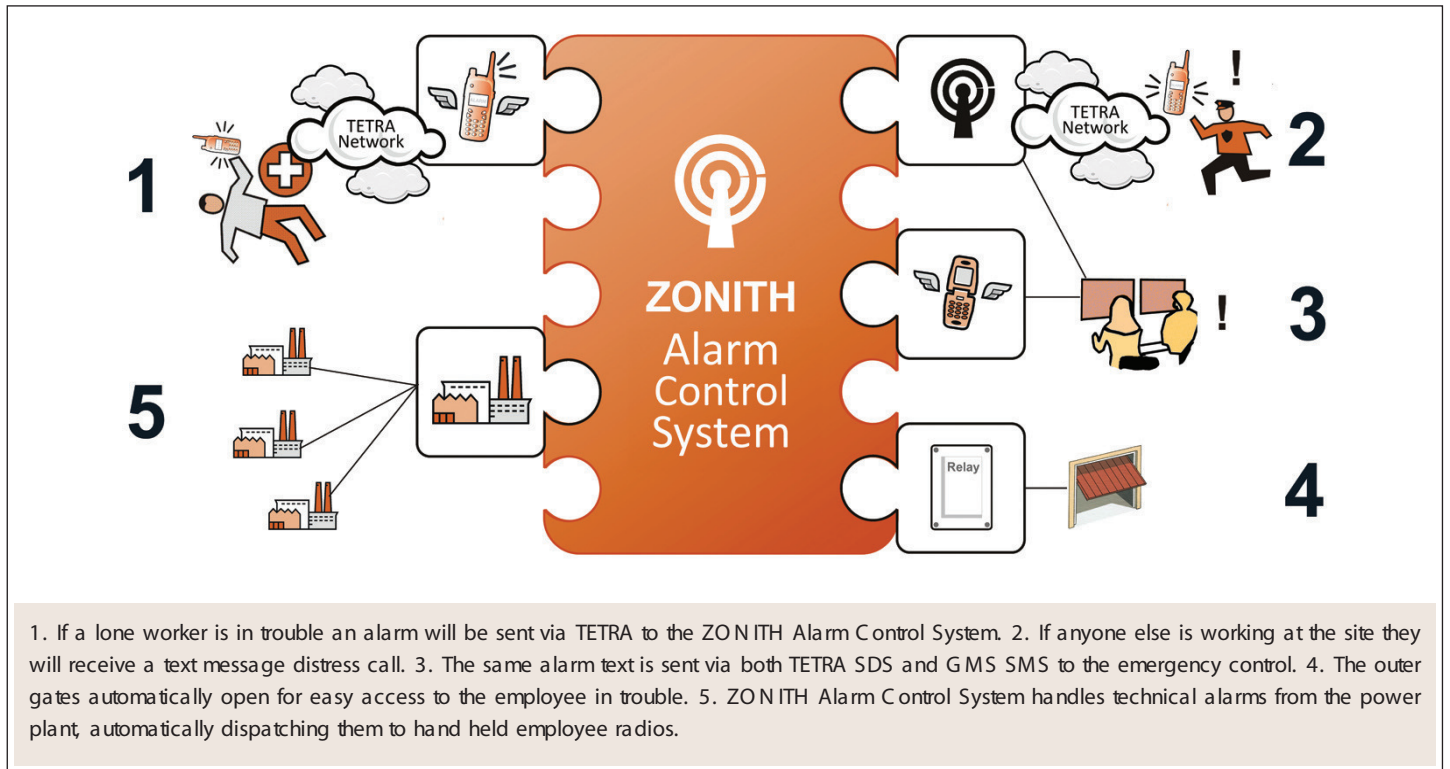 1
TETRA
Network
ZONITH
Alarm
Control
System
TETRA
Network
!
2
!
3
Relay
4
5
1. If a lone worker is in trouble an alarm will be sent via TETRA to the ZONITH Alarm Control System. 2. If anyone else is working at the site they
will receive a text message distress call. 3. The same alarm text is sent via both TETRA SDS and GMS SMS to the emergency control. 4. The outer
gates automatically open for easy access to the employee in trouble. 5. ZONITH Alarm Control System handles technical alarms from the power
plant, automatically dispatching them to hand held employee radios.